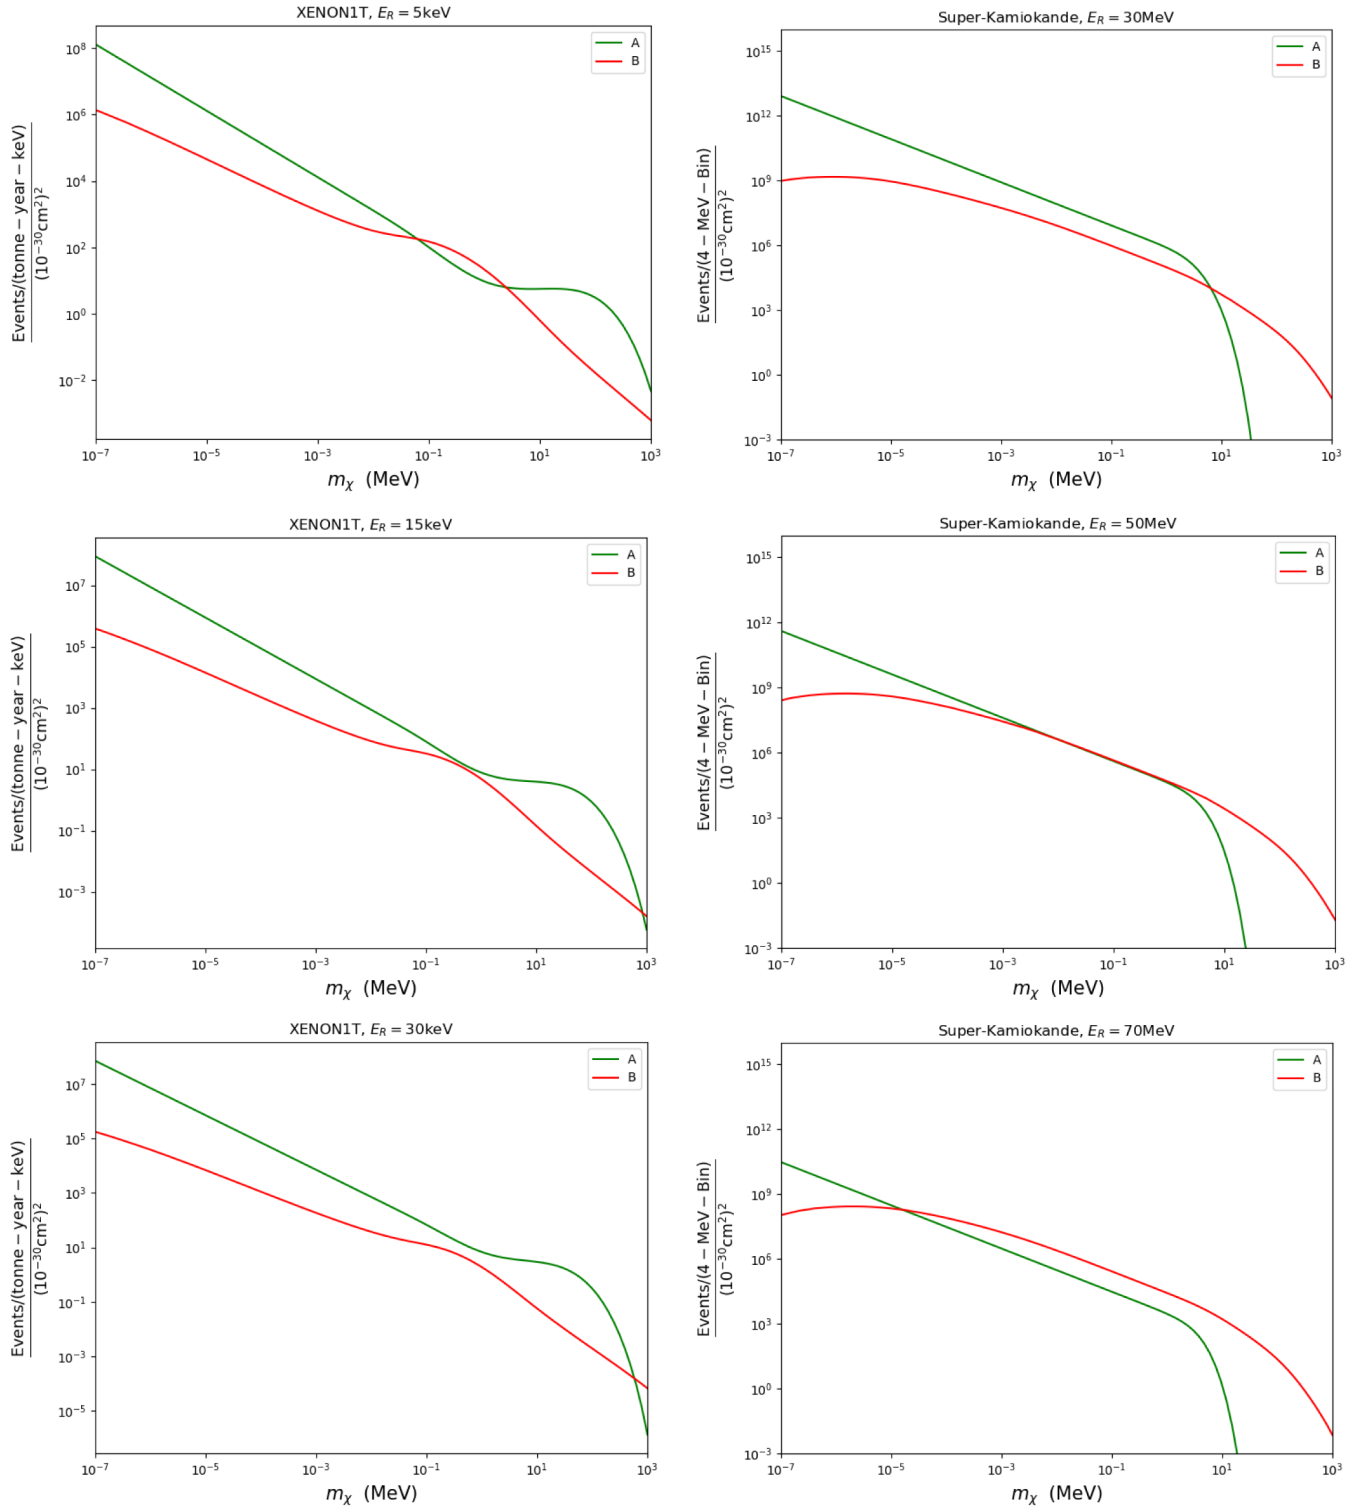 XENON1T, E_R = 5keV
A
B
10^8
10^6
10^4
10^2
10^0
10^−2
Events/(tonne − year − keV)
(10^−30cm^2)^2
10^−7 10^−5 10^−3 10^−1 10^1 10^3
m_χ (MeV)
Super-Kamiokande, E_R = 30MeV
A
B
10^15
10^12
10^9
10^6
10^3
10^0
10^−3
Events/(4 − MeV − Bin)
(10^−30cm^2)^2
10^−7 10^−5 10^−3 10^−1 10^1 10^3
m_χ (MeV)
XENON1T, E_R = 15keV
A
B
10^7
10^5
10^3
10^1
10^−1
10^−3
Events/(tonne − year − keV)
(10^−30cm^2)^2
10^−7 10^−5 10^−3 10^−1 10^1 10^3
m_χ (MeV)
Super-Kamiokande, E_R = 50MeV
A
B
10^15
10^12
10^9
10^6
10^3
10^0
10^−3
Events/(4 − MeV − Bin)
(10^−30cm^2)^2
10^−7 10^−5 10^−3 10^−1 10^1 10^3
m_χ (MeV)
XENON1T, E_R = 30keV
A
B
10^7
10^5
10^3
10^1
10^−1
10^−3
10^−5
Events/(tonne − year − keV)
(10^−30cm^2)^2
10^−7 10^−5 10^−3 10^−1 10^1 10^3
m_χ (MeV)
Super-Kamiokande, E_R = 70MeV
A
B
10^15
10^12
10^9
10^6
10^3
10^0
10^−3
Events/(4 − MeV − Bin)
(10^−30cm^2)^2
10^−7 10^−5 10^−3 10^−1 10^1 10^3
m_χ (MeV)